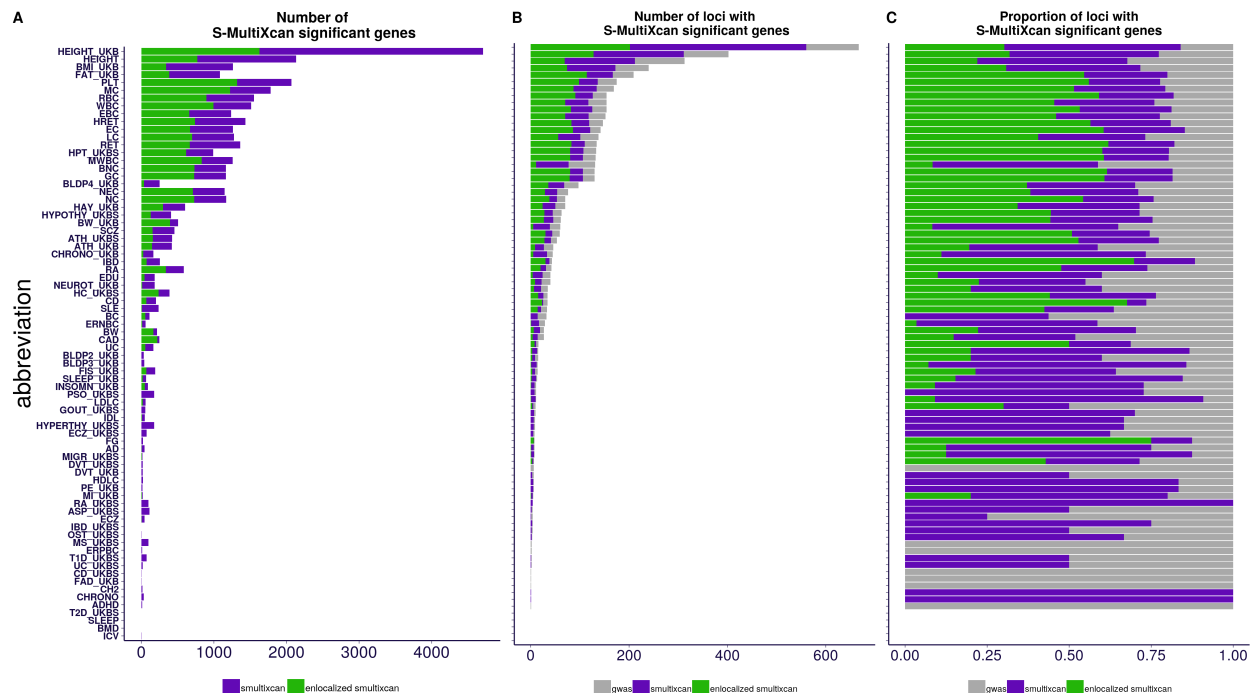 A
Number of
S-MultiXcan significant genes
B
Number of loci with
S-MultiXcan significant genes
C
Proportion of loci with
S-MultiXcan significant genes
abbreviation
HEIGHT_UKB
HEIGHT
BMI_UKB
FAT_UKB
PLT
MC
RBC
WBC
EBC
HRET
EC
LC
RET
HPT_UKBS
MWBC
BNC
GC
BLDP4_UKB
NEC
NC
HAY_UKB
HYPOTHY_UKBS
BW_UKB
SCZ
ATH_UKBS
ATH_UKB
CHRONO_UKB
IBD
RA
EDU
NEUROT_UKB
HC_UKBS
CD
SLE
BC
ERNBC
BW
CAD
UC
BLDP2_UKB
BLDP3_UKB
FIS_UKB
SLEEP_UKB
INSOMN_UKB
PSO_UKBS
LDLC
GOUT_UKBS
IDL
HYPERTHY_UKBS
ECZ_UKBS
FG
AD
MIGR_UKBS
DVT_UKBS
DVT_UKB
HDLC
PE_UKB
MI_UKB
RA_UKBS
ASP_UKBS
ECZ
IBD_UKBS
OST_UKBS
MS_UKBS
ERPBC
T1D_UKBS
UC_UKBS
CD_UKBS
FAD_UKB
CH2
CHRONO
ADHD
T2D_UKBS
SLEEP
BMD
ICV
0 1000 2000 3000 4000
0 200 400 600
0.00 0.25 0.50 0.75 1.00
smultixcan enlocalized smultixcan
gwas smultixcan enlocalized smultixcan
gwas smultixcan enlocalized smultixcan